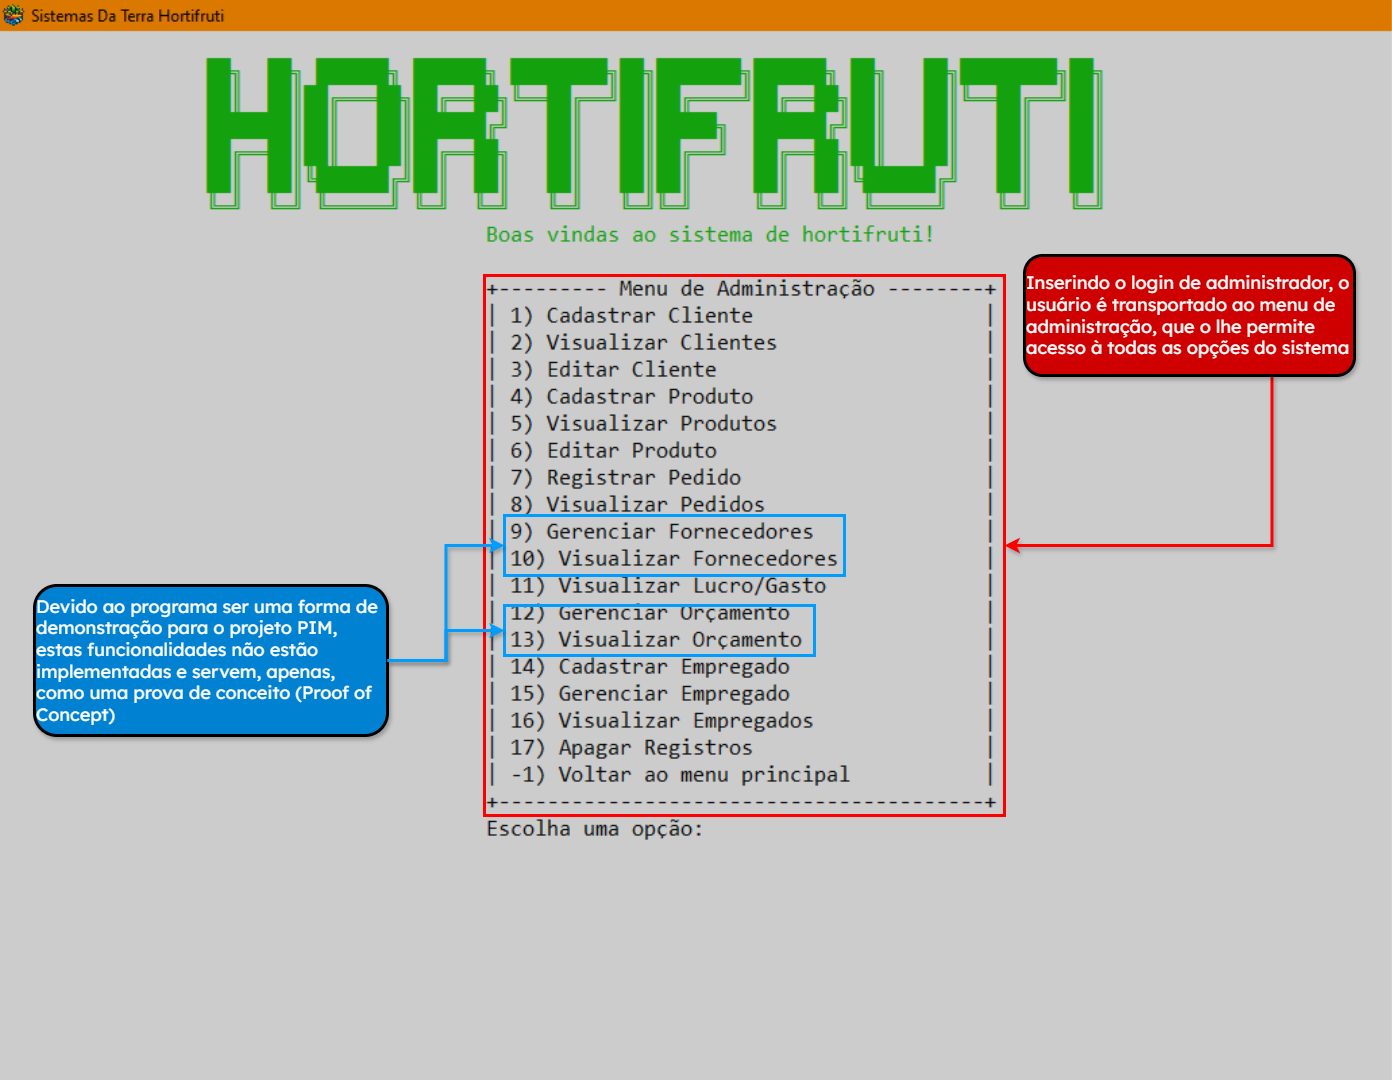 Sistemas Da Terra Hortifruti
HORTIFRUTI
Boas vindas ao sistema de hortifruti!
+--------- Menu de Administração --------+
| 1) Cadastrar Cliente |
| 2) Visualizar Clientes |
| 3) Editar Cliente |
| 4) Cadastrar Produto |
| 5) Visualizar Produtos |
| 6) Editar Produto |
| 7) Registrar Pedido |
| 8) Visualizar Pedidos |
| 9) Gerenciar Fornecedores |
| 10) Visualizar Fornecedores |
| 11) Visualizar Lucro/Gasto |
| 12) Gerenciar Orçamento |
| 13) Visualizar Orçamento |
| 14) Cadastrar Empregado |
| 15) Gerenciar Empregado |
| 16) Visualizar Empregados |
| 17) Apagar Registros |
| -1) Voltar ao menu principal |
+----------------------------------------+
Escolha uma opção:
Inserindo o login de administrador, o
usuário é transportado ao menu de
administração, que o lhe permite
acesso à todas as opções do sistema
Devido ao programa ser uma forma de
demonstração para o projeto PIM,
estas funcionalidades não estão
implementadas e servem, apenas,
como uma prova de conceito (Proof of
Concept)